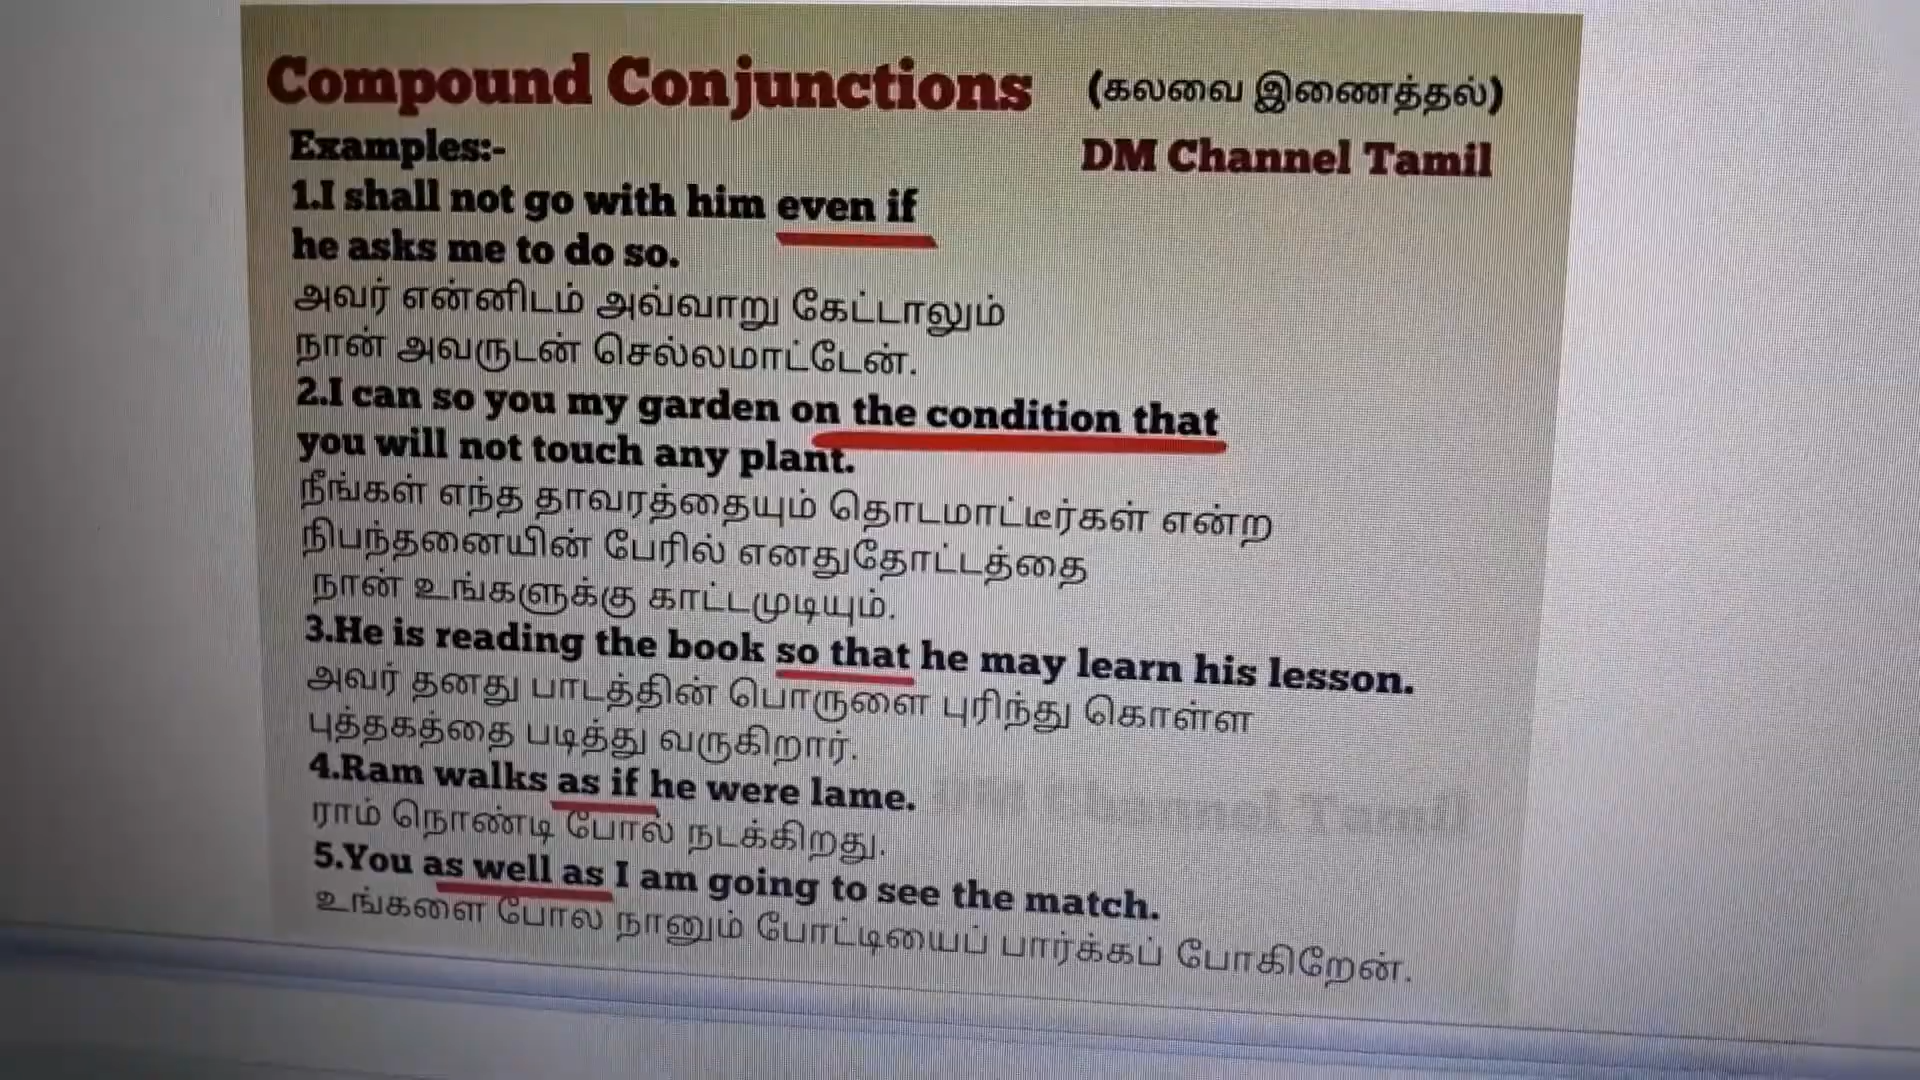 Compound Conjunctions (கலவை இணைத்தல்)
Examples:- DM Channel Tamil
1.I shall not go with him even if
he asks me to do so.
அவர் என்னிடம் அவ்வாறு கேட்டாலும்
நான் அவருடன் செல்லமாட்டேன்.
2.I can so you my garden on the condition that
you will not touch any plant.
நீங்கள் எந்த தாவரத்தையும் தொடமாட்டீர்கள் என்ற
நிபந்தனையின் பேரில் எனதுதோட்டத்தை
நான் உங்களுக்கு காட்டமுடியும்.
3.He is reading the book so that he may learn his lesson.
அவர் தனது பாடத்தின் பொருளை புரிந்து கொள்ள
புத்தகத்தை படித்து வருகிறார்.
4.Ram walks as if he were lame.
Channel Tamil
ராம் நொண்டி போல் நடக்கிறது.
5.You as well as I am going to see the match.
உங்களை போல நானும் போட்டியைப் பார்க்கப் போகிறேன்.